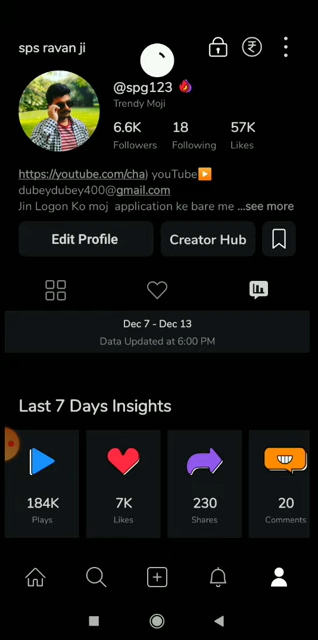 sps ravan ji
@spg123
Trendy Moji
6.6K 18 57K
Followers Following Likes
https://youtube.com/cha) youTube
dubeydubey400@gmail.com
Jin Logon Ko moj application ke bare me ...see more
Edit Profile Creator Hub
Dec 7 - Dec 13
Data Updated at 6:00 PM
Last 7 Days Insights
184K 7K 230 20
Plays Likes Shares Comments